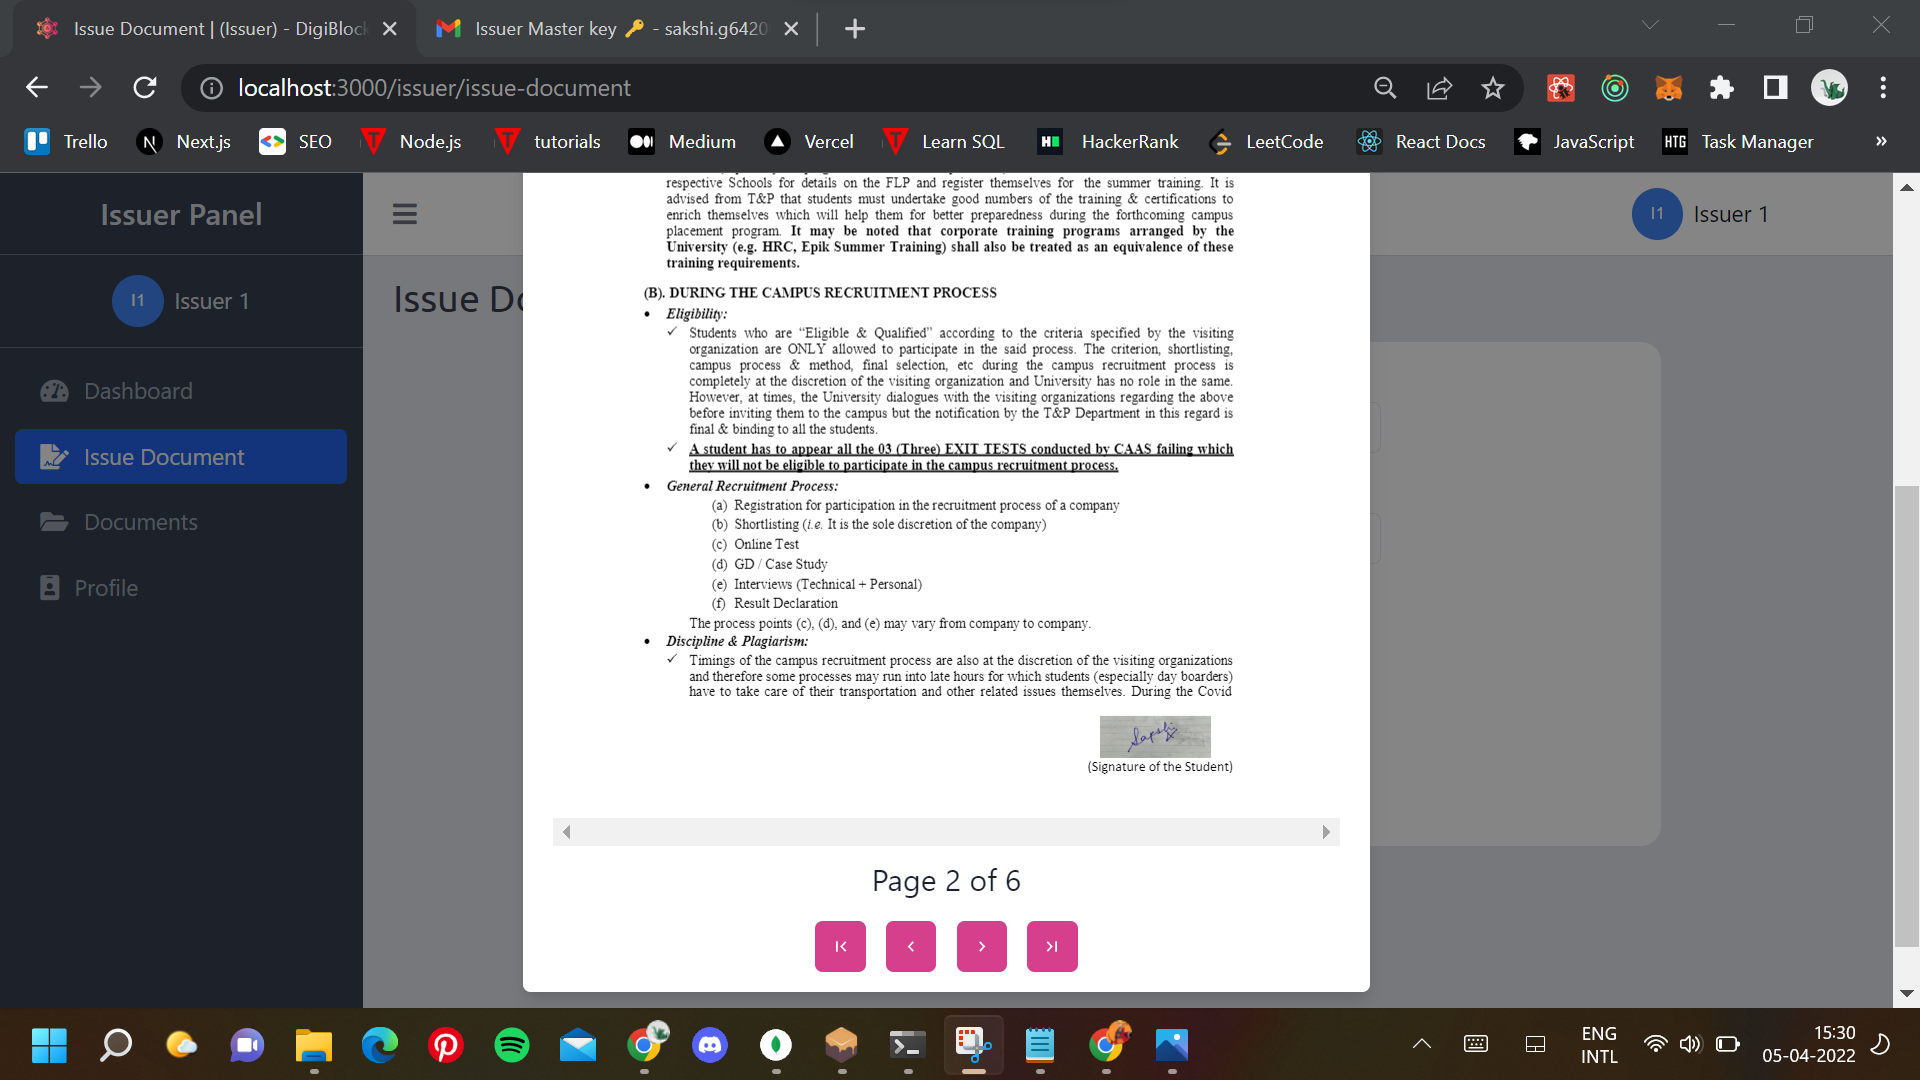 Issue Document | (Issuer) - DigiBlock
Issuer Master key 🔑 - sakshi.g6420
localhost:3000/issuer/issue-document
Trello
Next.js
SEO
Node.js
tutorials
Medium
Vercel
Learn SQL
HackerRank
LeetCode
React Docs
HTG
JavaScript
Task Manager
»
Issuer Panel
I1 Issuer 1
Dashboard
Issue Document
Documents
Profile
I1 Issuer 1
Issue Do
respective Schools for details on the FLP and register themselves for the summer training. It is
advised from T&P that students must undertake good numbers of the training & certifications to
enrich themselves which will help them for better preparedness during the forthcoming campus
placement program. It may be noted that corporate training programs arranged by the
University (e.g. HRC, Epik Summer Training) shall also be treated as an equivalence of these
training requirements.
(B). DURING THE CAMPUS RECRUITMENT PROCESS
• Eligibility:
✓ Students who are “Eligible & Qualified” according to the criteria specified by the visiting
organization are ONLY allowed to participate in the said process. The criterion, shortlisting,
campus process & method, final selection, etc during the campus recruitment process is
completely at the discretion of the visiting organization and University has no role in the same.
However, at times, the University dialogues with the visiting organizations regarding the above
before inviting them to the campus but the notification by the T&P Department in this regard is
final & binding to all the students.
✓ A student has to appear all the 03 (Three) EXIT TESTS conducted by CAAS failing which
they will not be eligible to participate in the campus recruitment process.
• General Recruitment Process:
(a) Registration for participation in the recruitment process of a company
(b) Shortlisting (i.e. It is the sole discretion of the company)
(c) Online Test
(d) GD / Case Study
(e) Interviews (Technical + Personal)
(f) Result Declaration
The process points (c), (d), and (e) may vary from company to company.
• Discipline & Plagiarism:
✓ Timings of the campus recruitment process are also at the discretion of the visiting organizations
and therefore some processes may run into late hours for which students (especially day boarders)
have to take care of their transportation and other related issues themselves. During the Covid
(Signature of the Student)
Page 2 of 6
ENG
INTL
15:30
05-04-2022